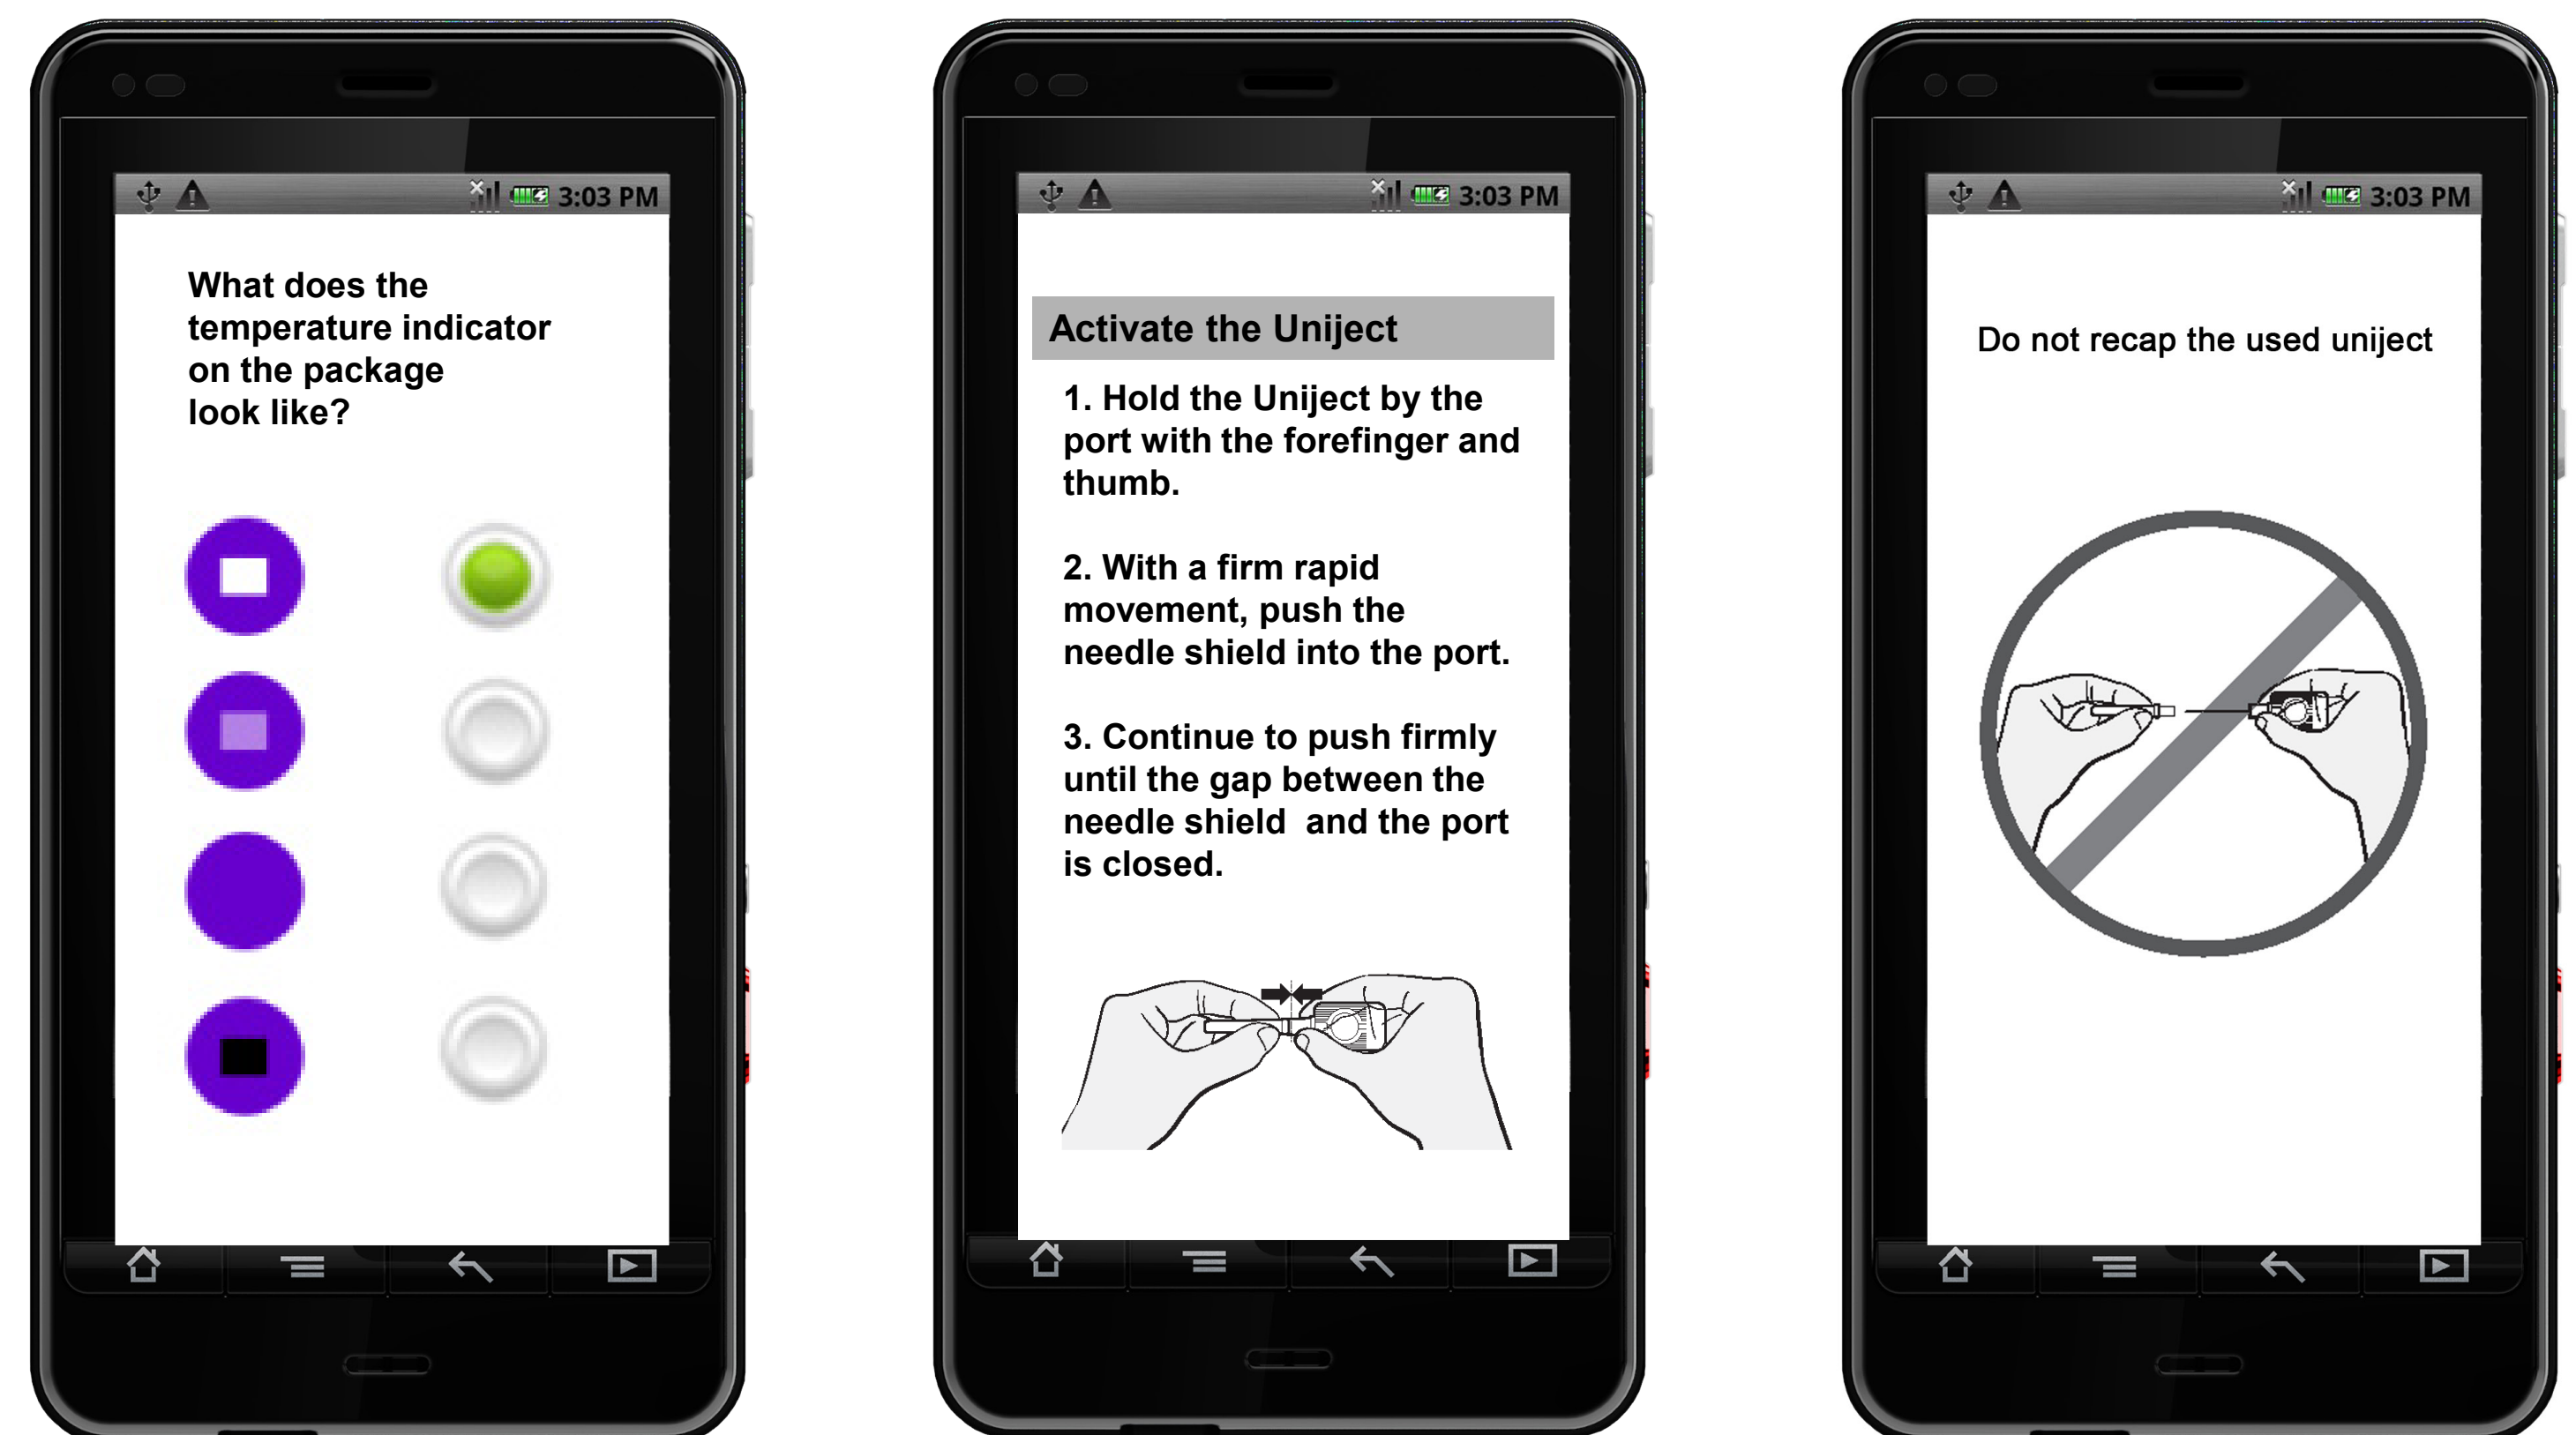 3:03 PM
What does the
temperature indicator
on the package
look like?
3:03 PM
Activate the Uniject
1. Hold the Uniject by the
port with the forefinger and
thumb.
2. With a firm rapid
movement, push the
needle shield into the port.
3. Continue to push firmly
until the gap between the
needle shield  and the port
is closed.
3:03 PM
Do not recap the used uniject